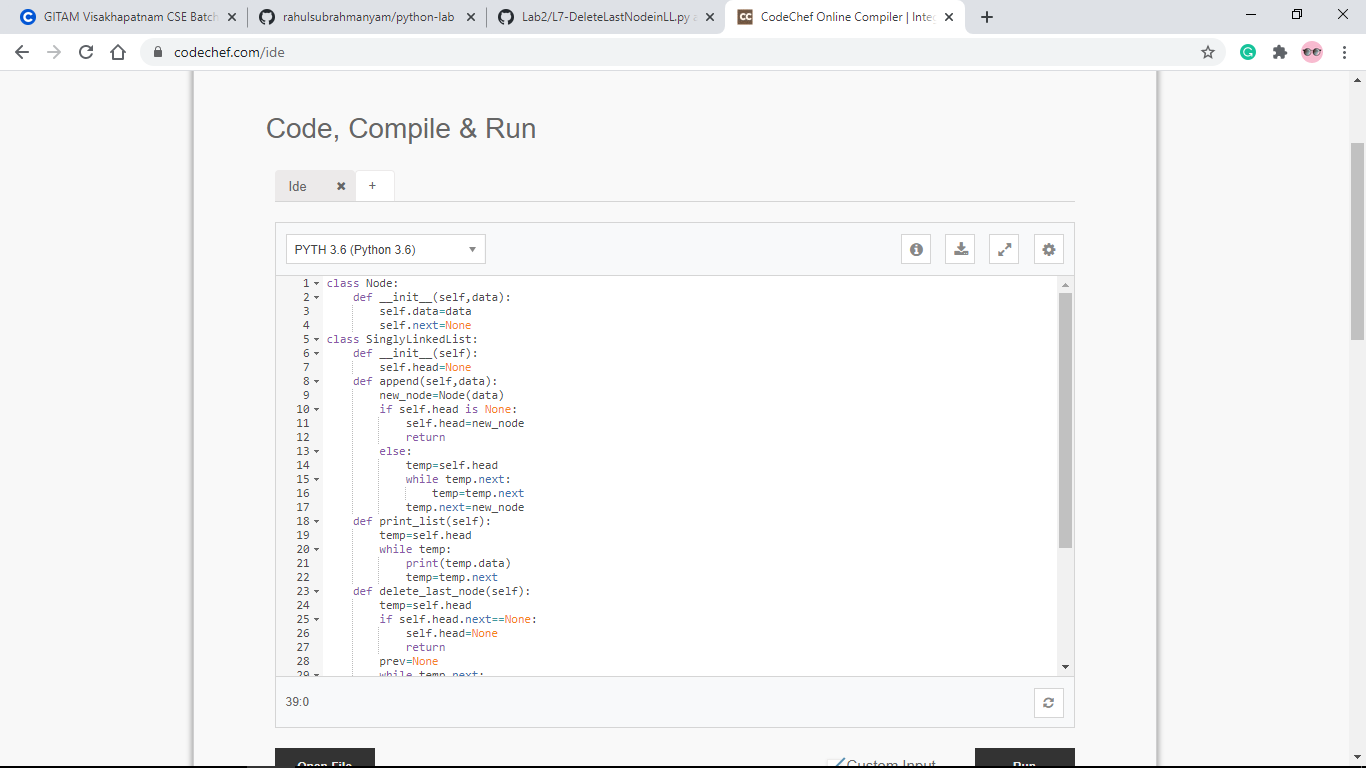 GITAM Visakhapatnam CSE Batch
rahulsubrahmanyam/python-lab
Lab2/L7-DeleteLastNodeinLL.py a
CodeChef Online Compiler | Integ
codechef.com/ide
Code, Compile & Run
Ide
+
PYTH 3.6 (Python 3.6)
1 class Node:
2     def __init__(self,data):
3         self.data=data
4         self.next=None
5 class SinglyLinkedList:
6     def __init__(self):
7         self.head=None
8     def append(self,data):
9         new_node=Node(data)
10         if self.head is None:
11             self.head=new_node
12             return
13         else:
14             temp=self.head
15             while temp.next:
16                 temp=temp.next
17             temp.next=new_node
18     def print_list(self):
19         temp=self.head
20         while temp:
21             print(temp.data)
22             temp=temp.next
23     def delete_last_node(self):
24         temp=self.head
25         if self.head.next==None:
26             self.head=None
27             return
28         prev=None
29         while temp.next:
39:0
Open File
Custom Input
Run